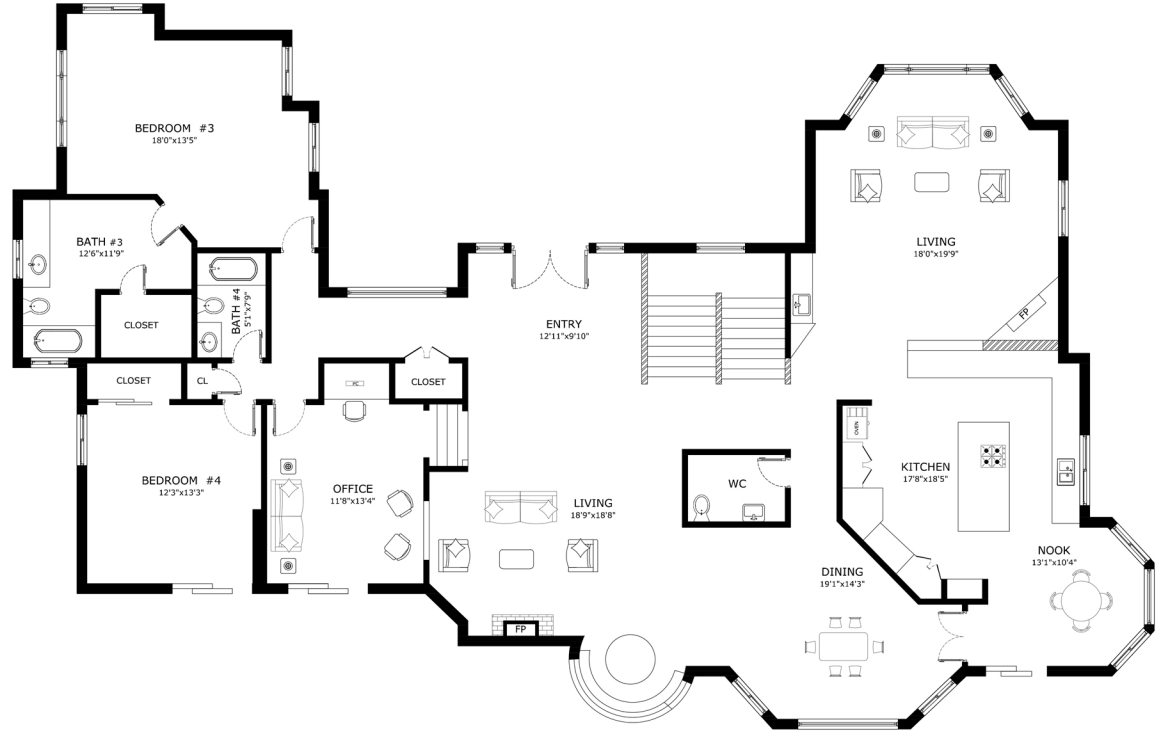 BEDROOM #3
18'0"x13'5"
BATH #3
12'6"x11'9"
CLOSET
BATH #4
5'1"x7'9"
ENTRY
12'11"x9'10"
LIVING
18'0"x19'9"
FP
CLOSET
CL
PC
CLOSET
OVEN
BEDROOM #4
12'3"x13'3"
OFFICE
11'8"x13'4"
LIVING
18'9"x18'8"
WC
KITCHEN
17'8"x18'5"
NOOK
13'1"x10'4"
DINING
19'1"x14'3"
FP